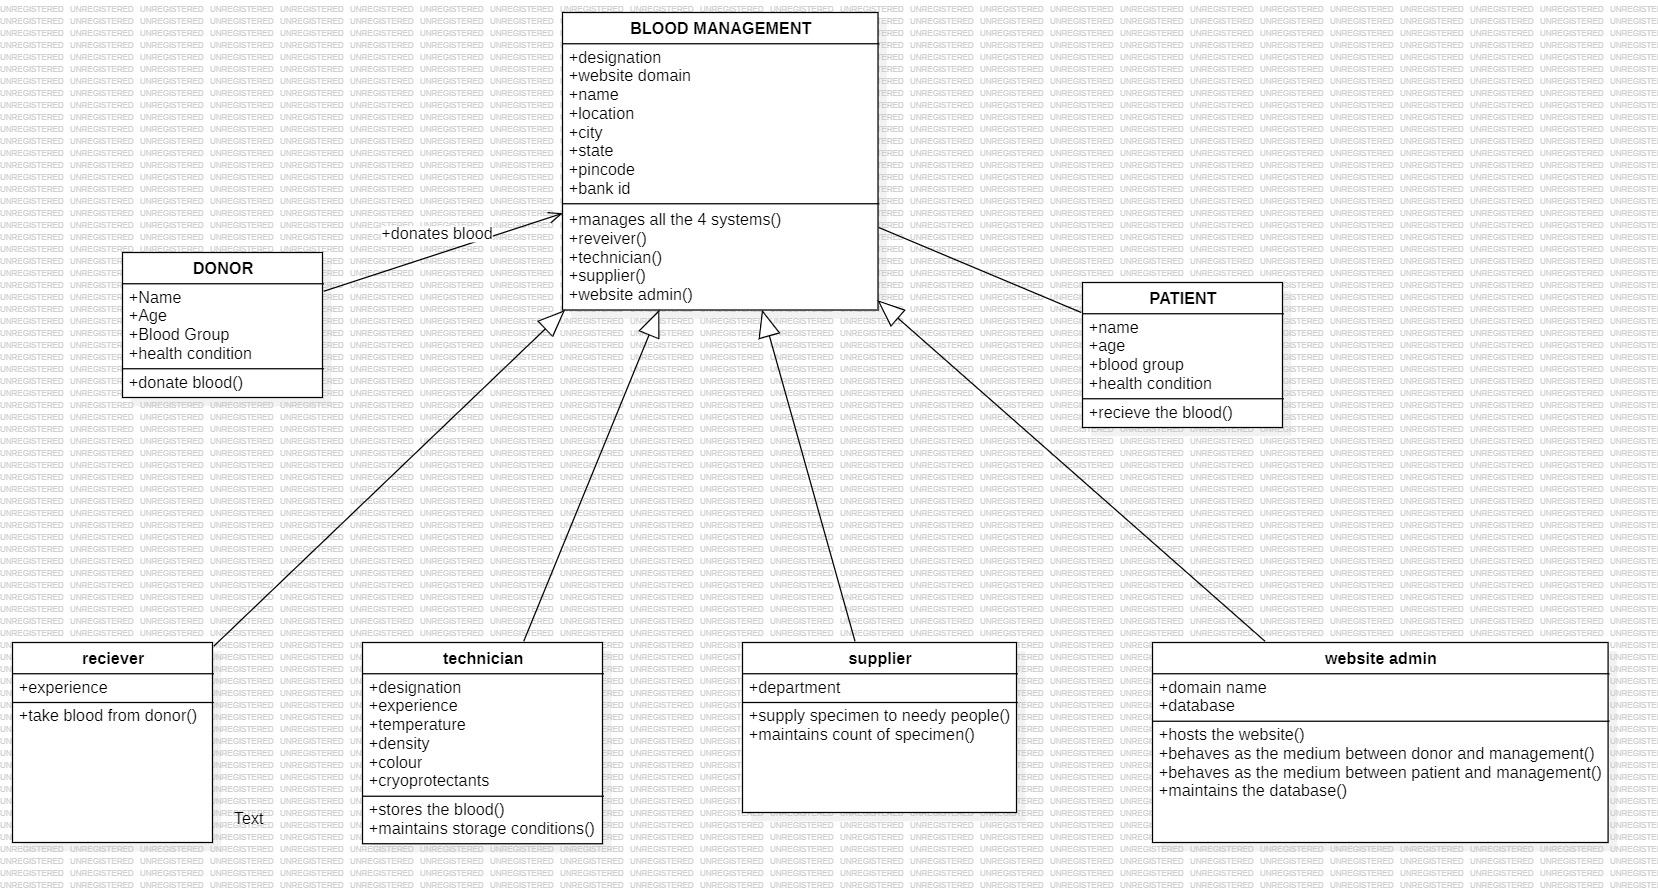 BLOOD MANAGEMENT
+designation
+website domain
+name
+location
+city
+state
+pincode
+bank id
+manages all the 4 systems()
+reveiver()
+technician()
+supplier()
+website admin()
+donates blood
DONOR
+Name
+Age
+Blood Group
+health condition
+donate blood()
PATIENT
+name
+age
+blood group
+health condition
+recieve the blood()
reciever
+experience
+take blood from donor()
Text
technician
+designation
+experience
+temperature
+density
+colour
+cryoprotectants
+stores the blood()
+maintains storage conditions()
supplier
+department
+supply specimen to needy people()
+maintains count of specimen()
website admin
+domain name
+database
+hosts the website()
+behaves as the medium between donor and management()
+behaves as the medium between patient and management()
+maintains the database()
UNREGISTERED